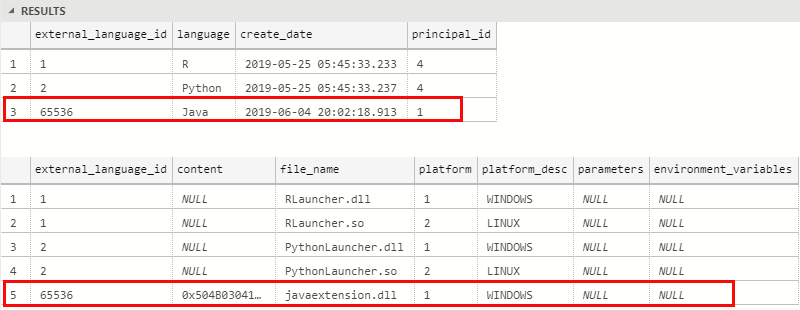 RESULTS
external_language_id language create_date principal_id
1 1 R 2019-05-25 05:45:33.233 4
2 2 Python 2019-05-25 05:45:33.237 4
3 65536 Java 2019-06-04 20:02:18.913 1
external_language_id content file_name platform platform_desc parameters environment_variables
1 1 NULL RLauncher.dll 1 WINDOWS NULL NULL
2 1 NULL RLauncher.so 2 LINUX NULL NULL
3 2 NULL PythonLauncher.dll 1 WINDOWS NULL NULL
4 2 NULL PythonLauncher.so 2 LINUX NULL NULL
5 65536 0x504B03041… javaextension.dll 1 WINDOWS NULL NULL